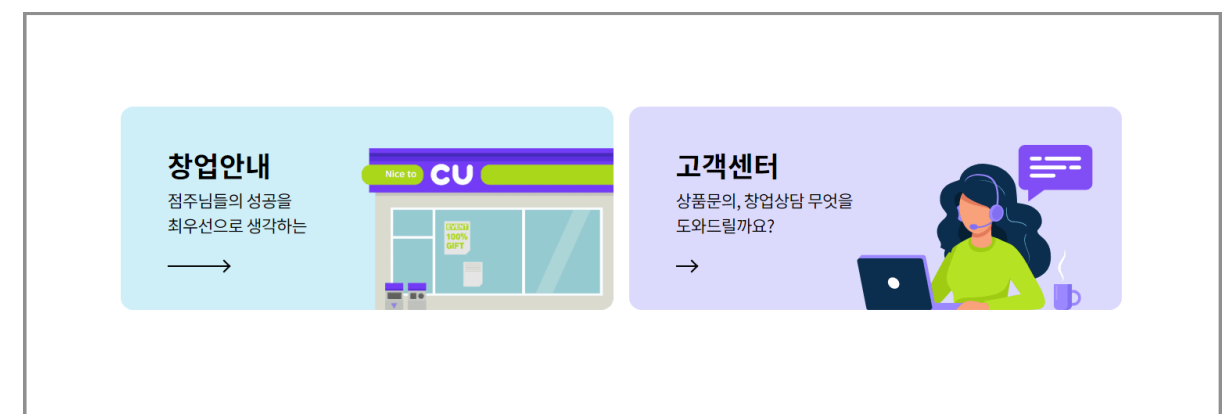 창업안내
점주님들의 성공을
최우선으로 생각하는
Nice to CU
EVENT
100%
GIFT
고객센터
상품문의, 창업상담 무엇을
도와드릴까요?